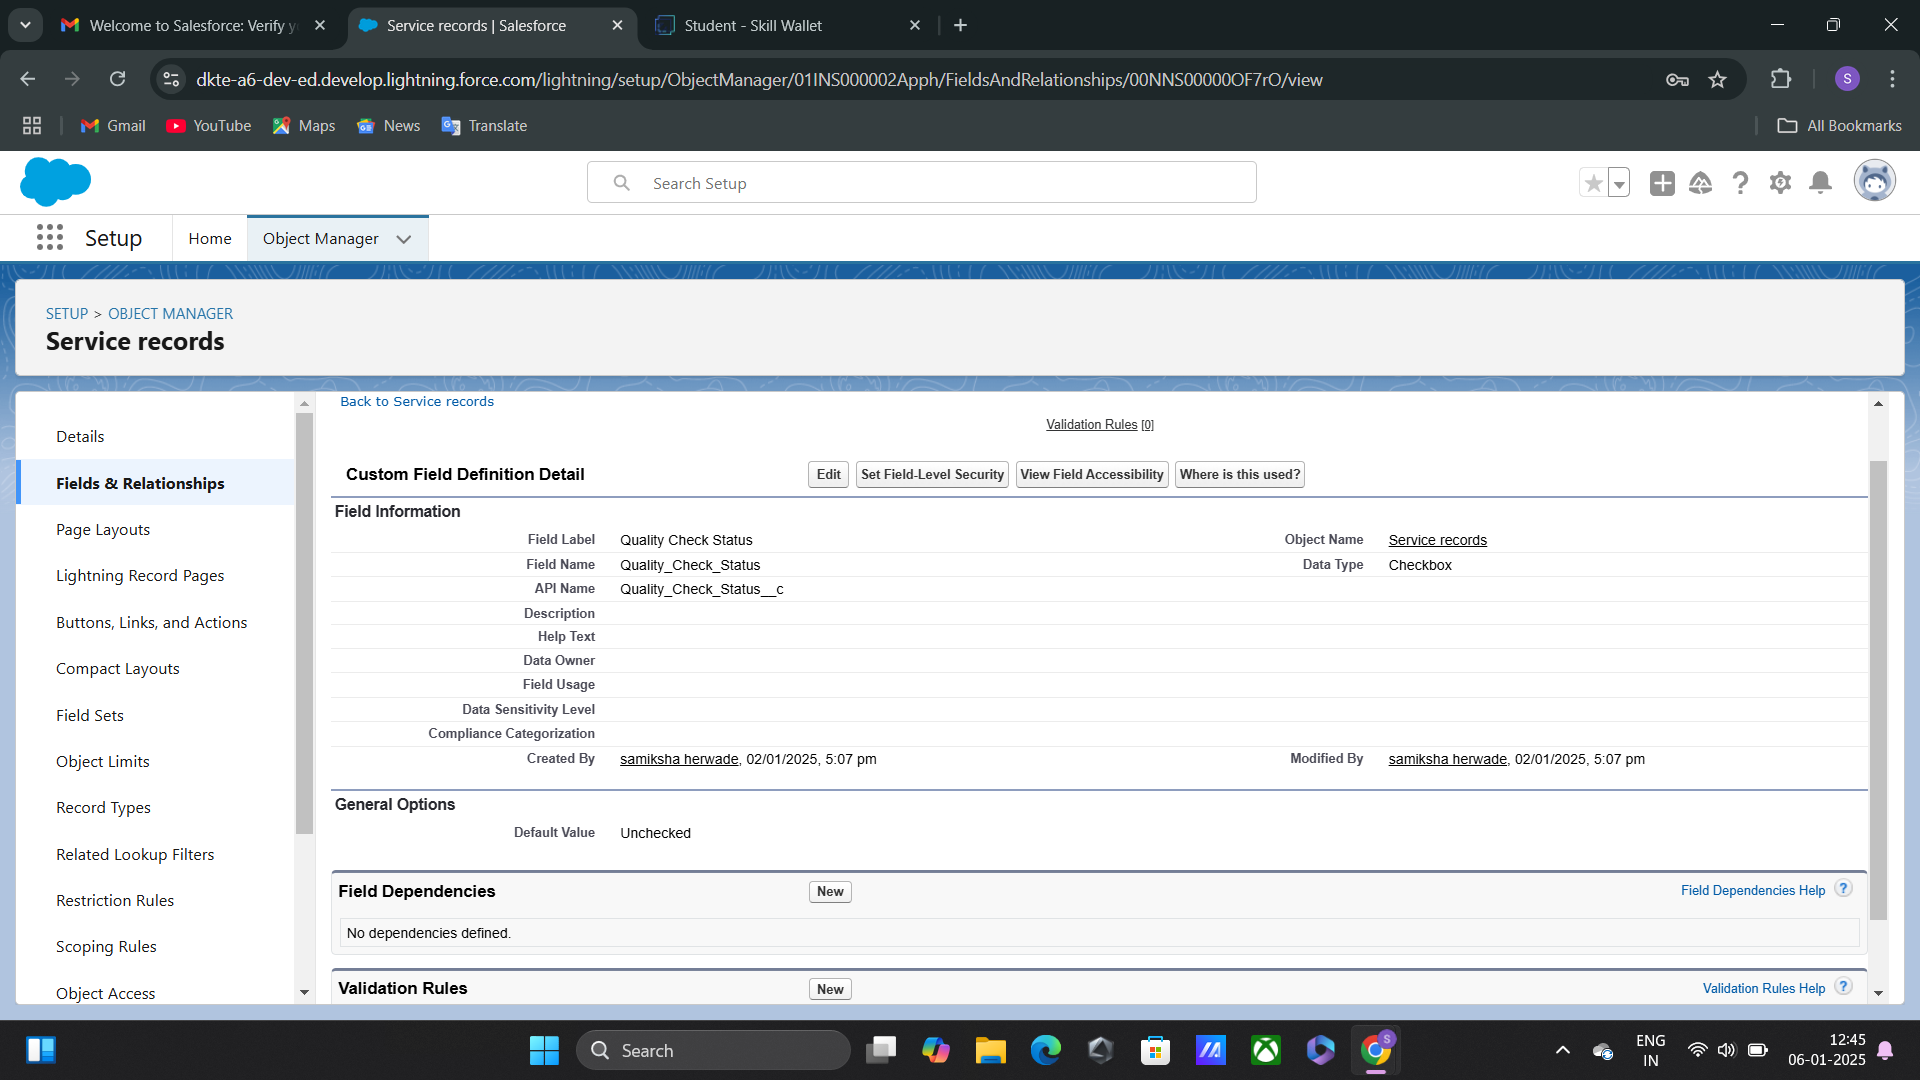 Welcome to Salesforce: Verify y
Service records | Salesforce
Student - Skill Wallet
dkte-a6-dev-ed.develop.lightning.force.com/lightning/setup/ObjectManager/01INS000002Apph/FieldsAndRelationships/00NNS00000OF7rO/view
S
Gmail
YouTube
Maps
News
Translate
All Bookmarks
Search Setup
Setup
Home
Object Manager
SETUP > OBJECT MANAGER
Service records
Details
Fields & Relationships
Page Layouts
Lightning Record Pages
Buttons, Links, and Actions
Compact Layouts
Field Sets
Object Limits
Record Types
Related Lookup Filters
Restriction Rules
Scoping Rules
Object Access
Back to Service records
Validation Rules [0]
Custom Field Definition Detail
Edit
Set Field-Level Security
View Field Accessibility
Where is this used?
Field Information
Field Label Quality Check Status
Object Name Service records
Field Name Quality_Check_Status
Data Type Checkbox
API Name Quality_Check_Status__c
Description
Help Text
Data Owner
Field Usage
Data Sensitivity Level
Compliance Categorization
Created By samiksha herwade, 02/01/2025, 5:07 pm
Modified By samiksha herwade, 02/01/2025, 5:07 pm
General Options
Default Value Unchecked
Field Dependencies
New
Field Dependencies Help ?
No dependencies defined.
Validation Rules
New
Validation Rules Help ?
Search
S
ENG
IN
12:45
06-01-2025